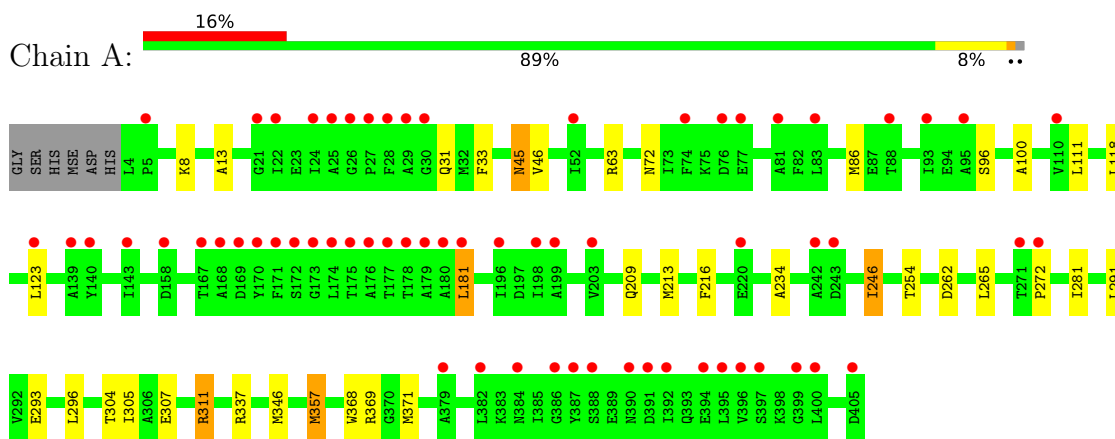 16%
Chain A:
89% 8% ••
GLY SER HIS MSE ASP HIS L4 P5 K8 A13 G21 I22 E23 I24 A25 G26 P27 F28 A29 G30 Q31 M32 F33 N45 V46 I52 R63 N72 I73 F74 K75 D76 E77 A81 F82 L83 M86 E87 T88 I93 E94 A95 S96 A100 V110 L111 L118
L123 A139 Y140 I143 D158 T167 A168 D169 Y170 F171 S172 G173 L174 T175 A176 T177 T178 A179 A180 L181 I196 D197 I198 A199 V203 Q209 M213 F216 E220 A234 A242 D243 I246 T254 D262 L265 T271 P272 I281 L291
V292 E293 L296 T304 I305 A306 E307 R311 R337 M346 M357 W368 R369 G370 M371 A379 L382 K383 N384 I385 G386 Y387 S388 E389 N390 D391 I392 Q393 E394 L395 V396 S397 K398 G399 L400 D405